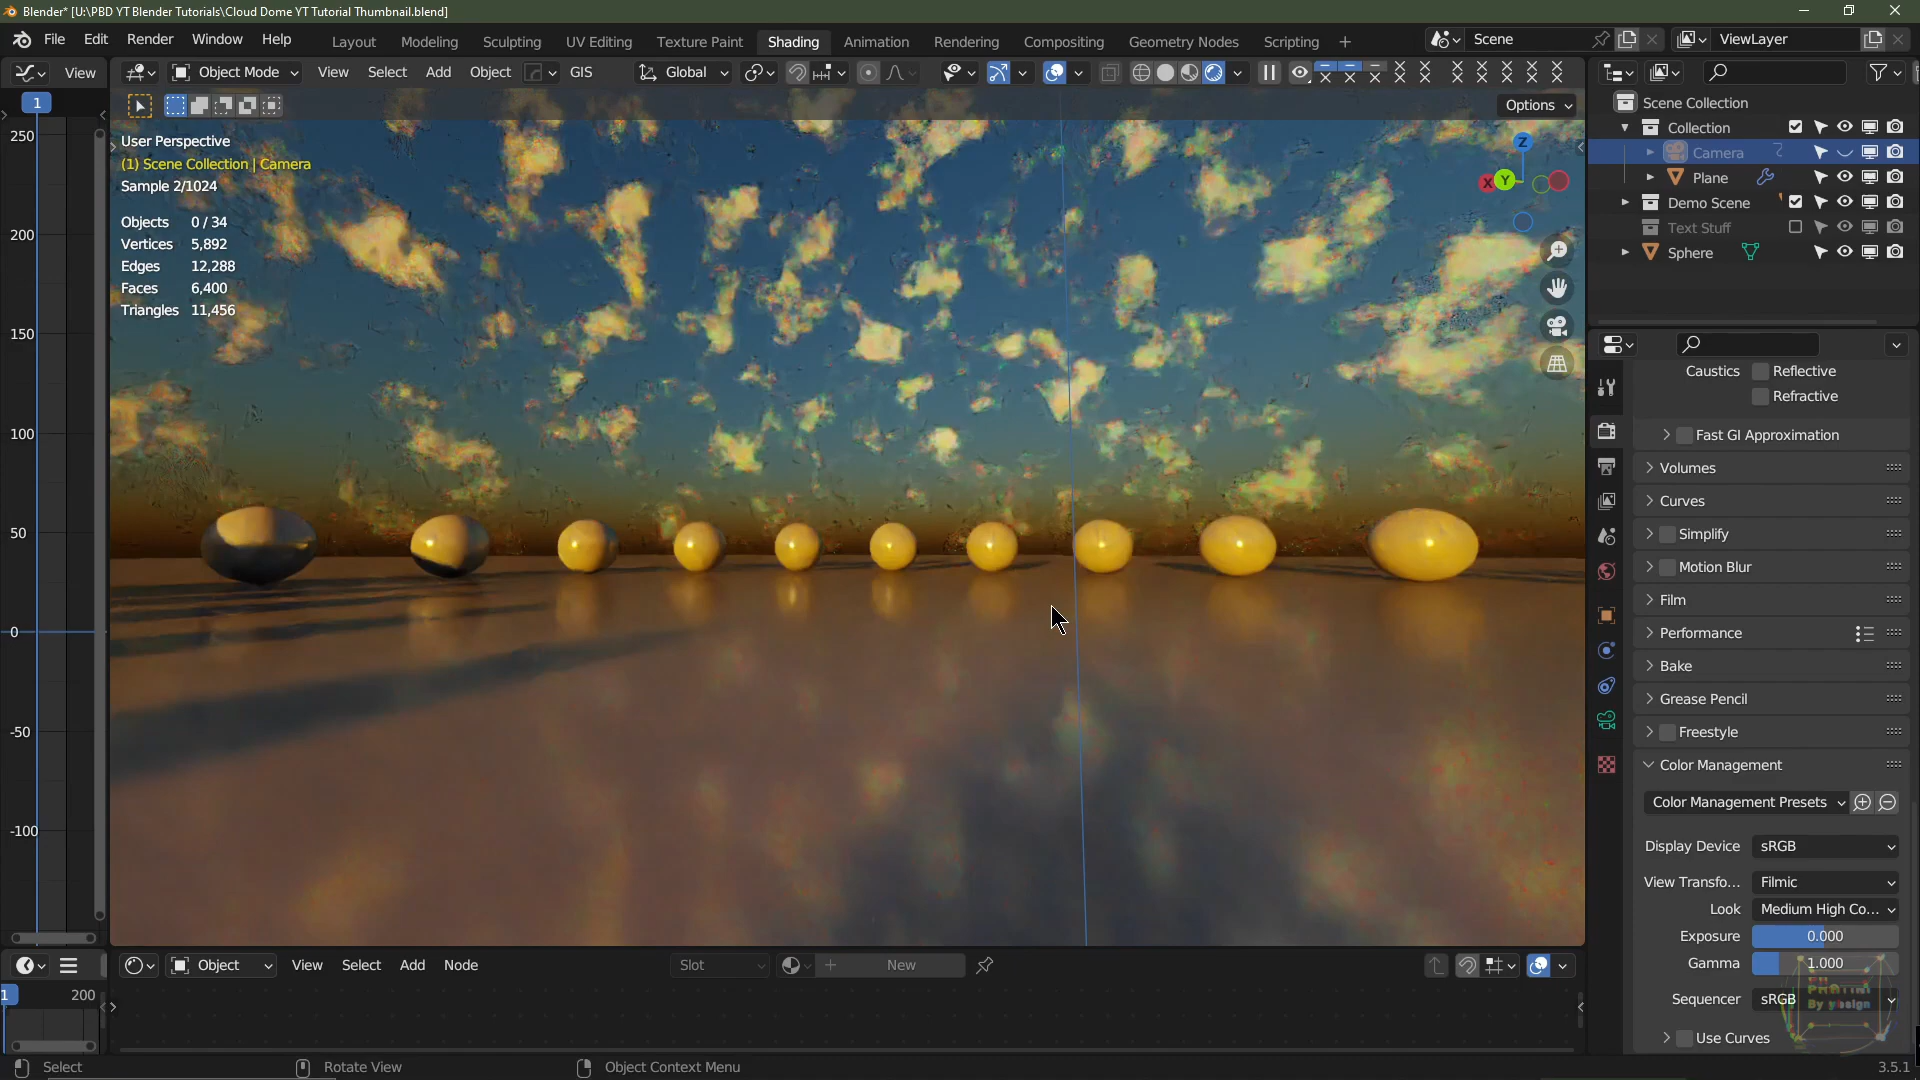 Blender* [U:\PBD YT Blender Tutorials\Cloud Dome YT Tutorial Thumbnail.blend]
File Edit Render Window Help
Layout Modeling Sculpting UV Editing Texture Paint Shading Animation Rendering Compositing Geometry Nodes Scripting +
Scene
ViewLayer
View
Object Mode View Select Add Object GIS
Global
Options
1
250
200
150
100
50
0
-50
-100
User Perspective
(1) Scene Collection | Camera
Sample 2/1024
Objects 0 / 34
Vertices 5,892
Edges 12,288
Faces 6,400
Triangles 11,456
Z
X
Y
Scene Collection
Collection
Camera
Plane
Demo Scene
Text Stuff
Sphere
Caustics Reflective
Refractive
Fast GI Approximation
Volumes
Curves
Simplify
Motion Blur
Film
Performance
Bake
Grease Pencil
Freestyle
Color Management
Color Management Presets
Display Device sRGB
View Transfo... Filmic
Look Medium High Co...
Exposure 0.000
Gamma 1.000
Sequencer sRGB
Use Curves
Object View Select Add Node
Slot
New
1 200
Select
Rotate View
Object Context Menu
3.5.1